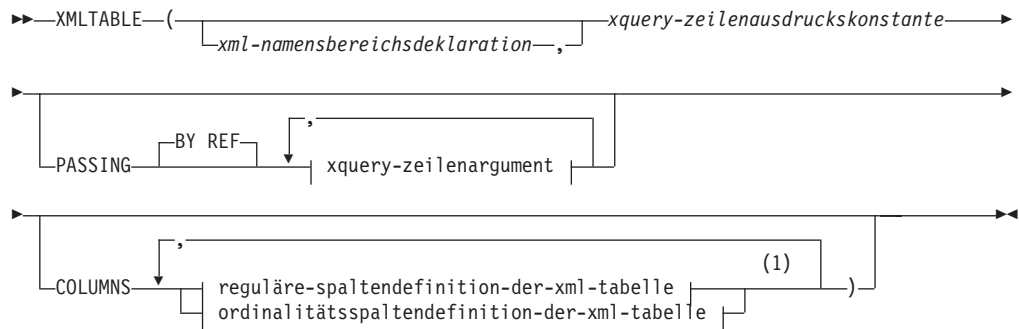 XMLTABLE ( xml-namensbereichsdeklaration , xquery-zeilenausdruckskonstante
PASSING BY REF , xquery-zeilenargument
COLUMNS , reguläre-spaltendefinition-der-xml-tabelle (1) )
ordinalitätsspaltendefinition-der-xml-tabelle